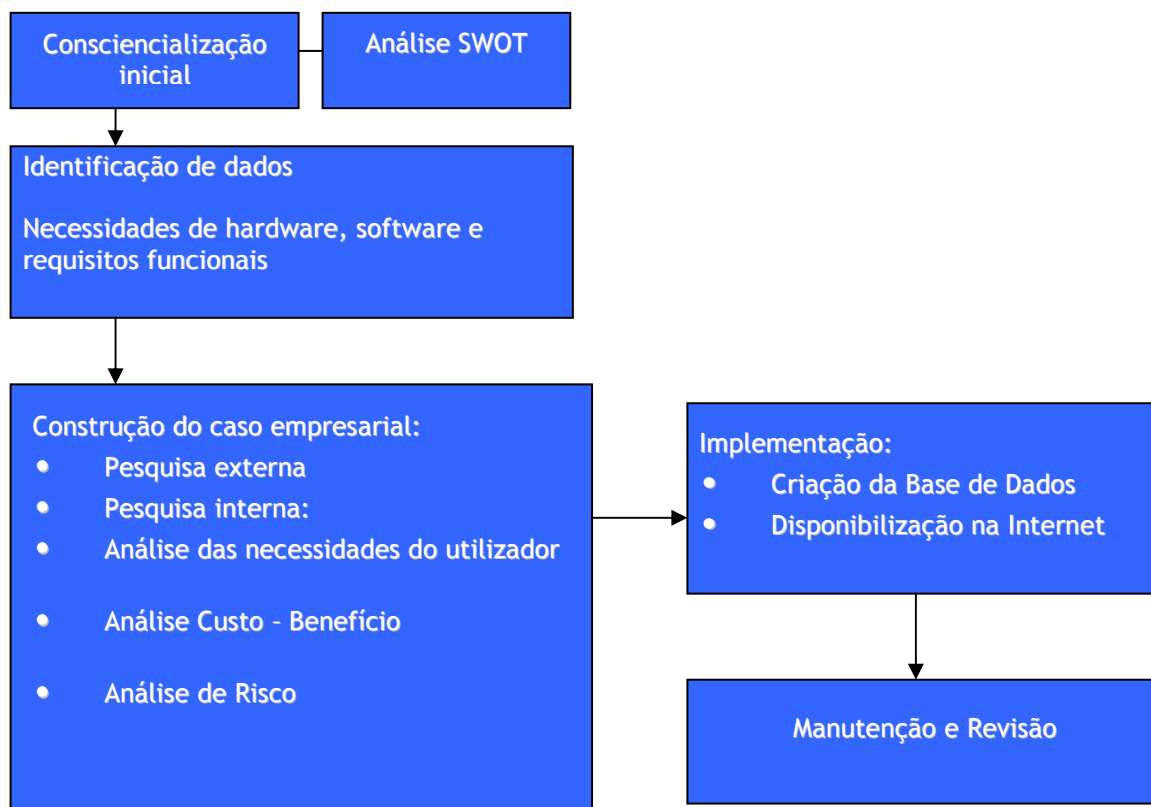 Consciencialização
inicial
Análise SWOT
Identificação de dados
Necessidades de hardware, software e
requisitos funcionais
Construção do caso empresarial:
• Pesquisa externa
• Pesquisa interna:
• Análise das necessidades do utilizador
• Análise Custo – Benefício
• Análise de Risco
Implementação:
• Criação da Base de Dados
• Disponibilização na Internet
Manutenção e Revisão